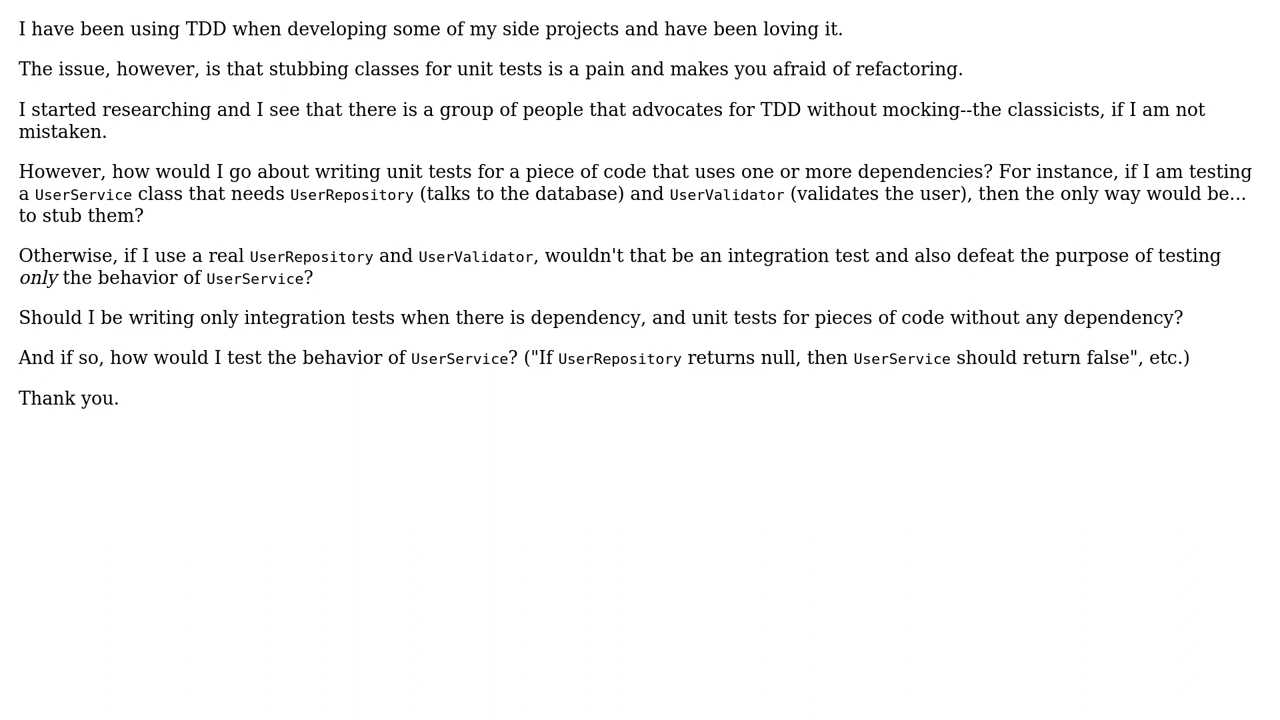 I have been using TDD when developing some of my side projects and have been loving it.
The issue, however, is that stubbing classes for unit tests is a pain and makes you afraid of refactoring.
I started researching and I see that there is a group of people that advocates for TDD without mocking--the classicists, if I am not
mistaken.
However, how would I go about writing unit tests for a piece of code that uses one or more dependencies? For instance, if I am testing
a UserService class that needs UserRepository (talks to the database) and UserValidator (validates the user), then the only way would be...
to stub them?
Otherwise, if I use a real UserRepository and UserValidator, wouldn't that be an integration test and also defeat the purpose of testing
only the behavior of UserService?
Should I be writing only integration tests when there is dependency, and unit tests for pieces of code without any dependency?
And if so, how would I test the behavior of UserService? ("If UserRepository returns null, then UserService should return false", etc.)
Thank you.